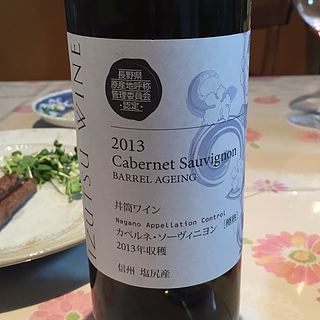 長野県
原産地呼称
管理委員会
・認定・
2013
Cabernet Sauvignon
BARREL AGEING
IZUTSU WINE
井筒ワイン
Nagano Appellation Control
カベルネ・ソーヴィニヨン [樽熟]
2013年収穫
信州 塩尻産